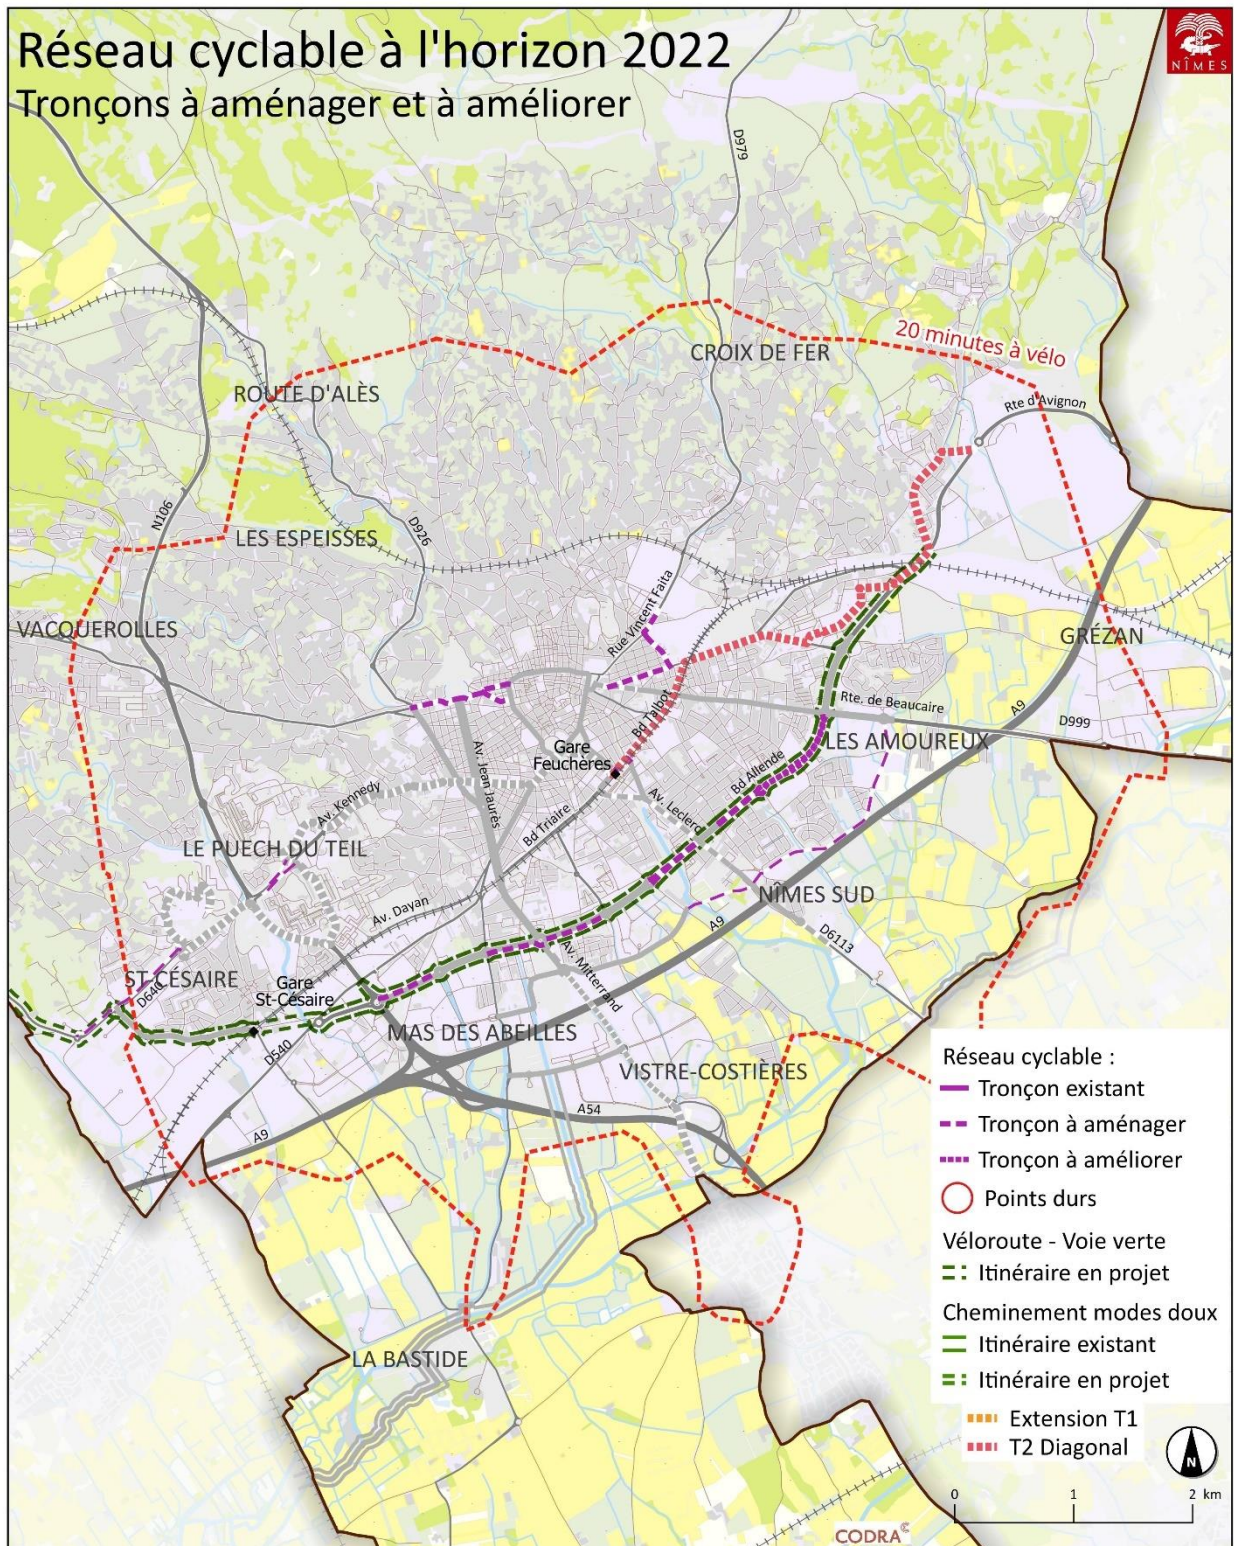 Réseau cyclable à l'horizon 2022
Tronçons à aménager et à améliorer
NÎMES
D979
20 minutes à vélo
CROIX DE FER
ROUTE D'ALÈS
Rte d'Avignon
N106
D926
LES ESPEISSES
Rue Vincent Faïta
VACQUEROLLES
GRÉZAN
Bd Talbot
Rte. de Beaucaire
A9
D999
LES AMOUREUX
Gare
Feuchères
Av. Jean Jaurès
Bd Allende
Av. Kennedy
Av. Leclerc
Bd Triaire
LE PUECH DU TEIL
NÎMES SUD
Av. Dayan
A9
D6113
ST CÉSAIRE
D640
Gare
St-Césaire
Av. Mitterrand
MAS DES ABEILLES
D540
VISTRE-COSTIÈRES
A54
A9
LA BASTIDE
Réseau cyclable :
Tronçon existant
Tronçon à aménager
Tronçon à améliorer
Points durs
Véloroute - Voie verte
Itinéraire en projet
Cheminement modes doux
Itinéraire existant
Itinéraire en projet
Extension T1
T2 Diagonal
N
0 1 2 km
CODRA